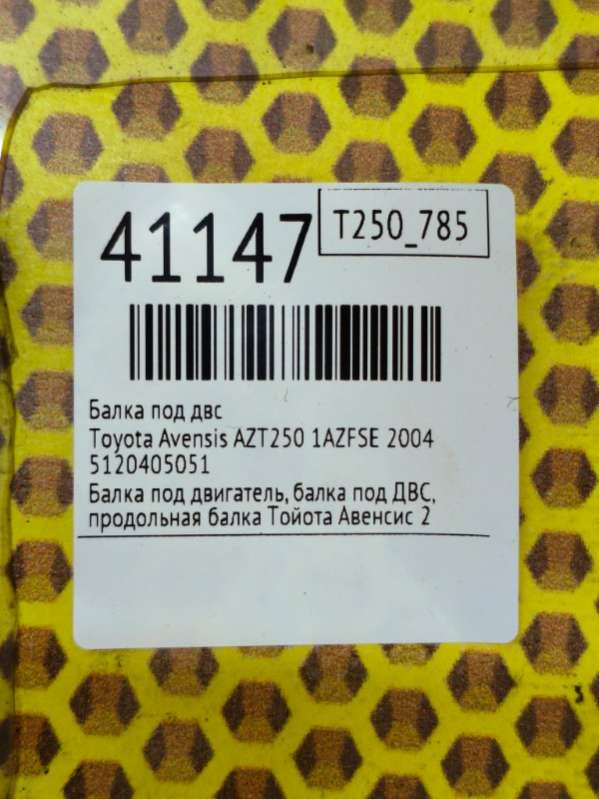 41147
T250_785
Балка под двс
Toyota Avensis AZT250 1AZFSE 2004
5120405051
Балка под двигатель, балка под ДВС,
продольная балка Тойота Авенсис 2